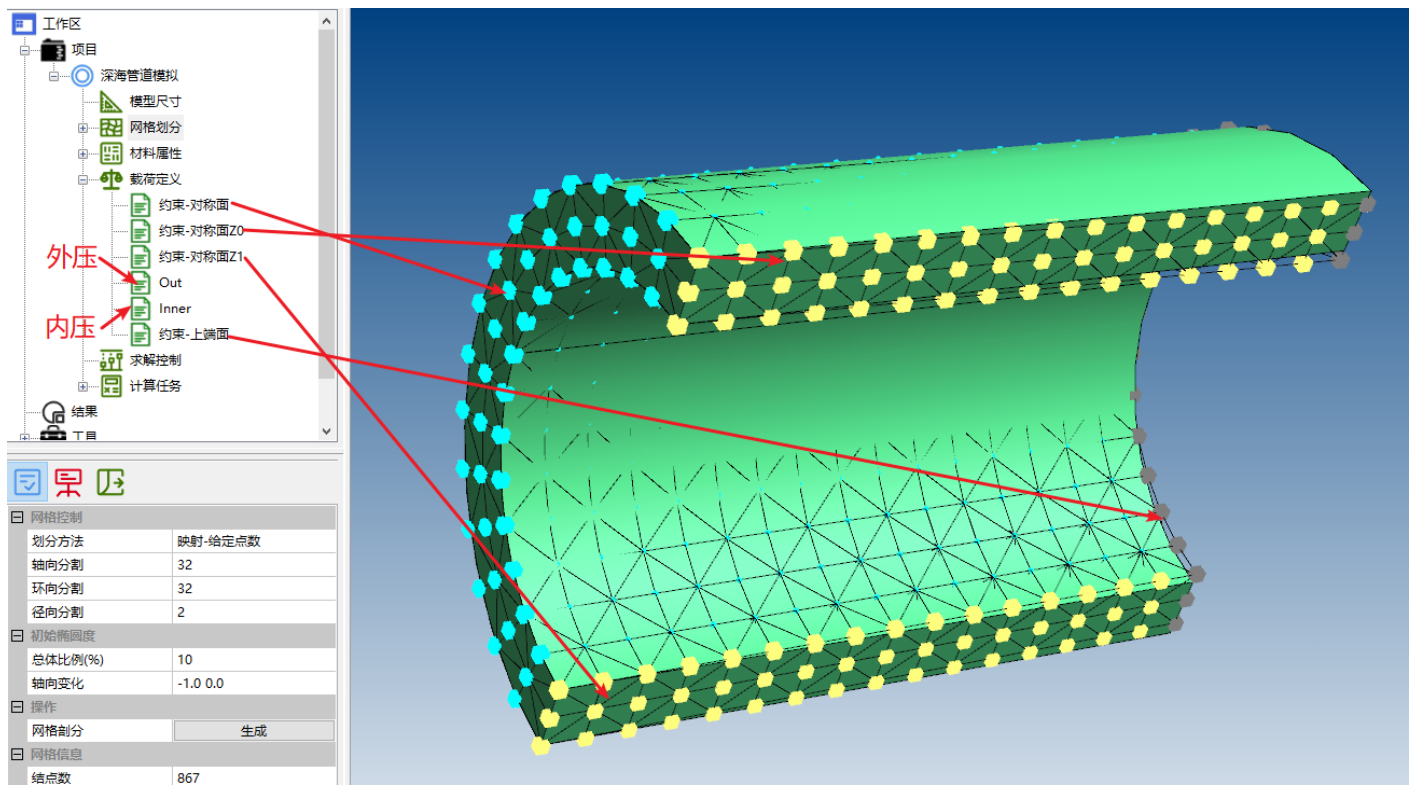 工作区
项目
深海管道模拟
模型尺寸
网格划分
材料属性
载荷定义
约束-对称面
约束-对称面Z0
约束-对称面Z1
外压
Out
内压
Inner
约束-上端面
求解控制
计算任务
结果
工具
网格控制
划分方法 映射-给定点数
轴向分割 32
环向分割 32
径向分割 2
初始椭圆度
总体比例(%) 10
轴向变化 -1.0 0.0
操作
网格剖分 生成
网格信息
结点数 867